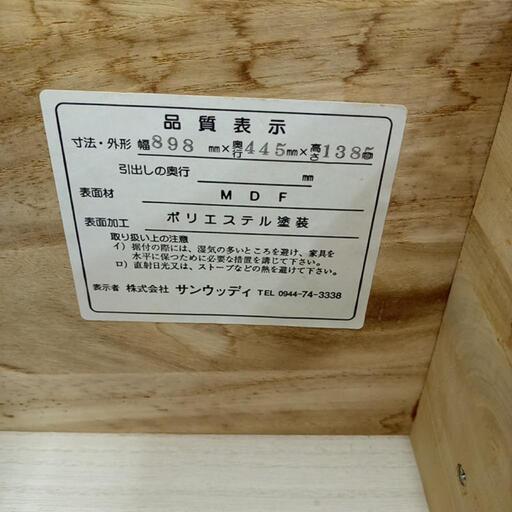 品質表示
寸法・外形 幅898mm×奥行445mm×高さ1385mm
引出しの奥行 mm
表面材 MDF
表面加工 ポリエステル塗装
取り扱い上の注意
イ）据付の際には、湿気の多いところを避け、家具を
水平に保つために必要な措置を講じて下さい。
ロ）直射日光又は、ストーブなどの熱を避けて下さい。
表示者 株式会社 サンウッディ TEL 0944-74-3338